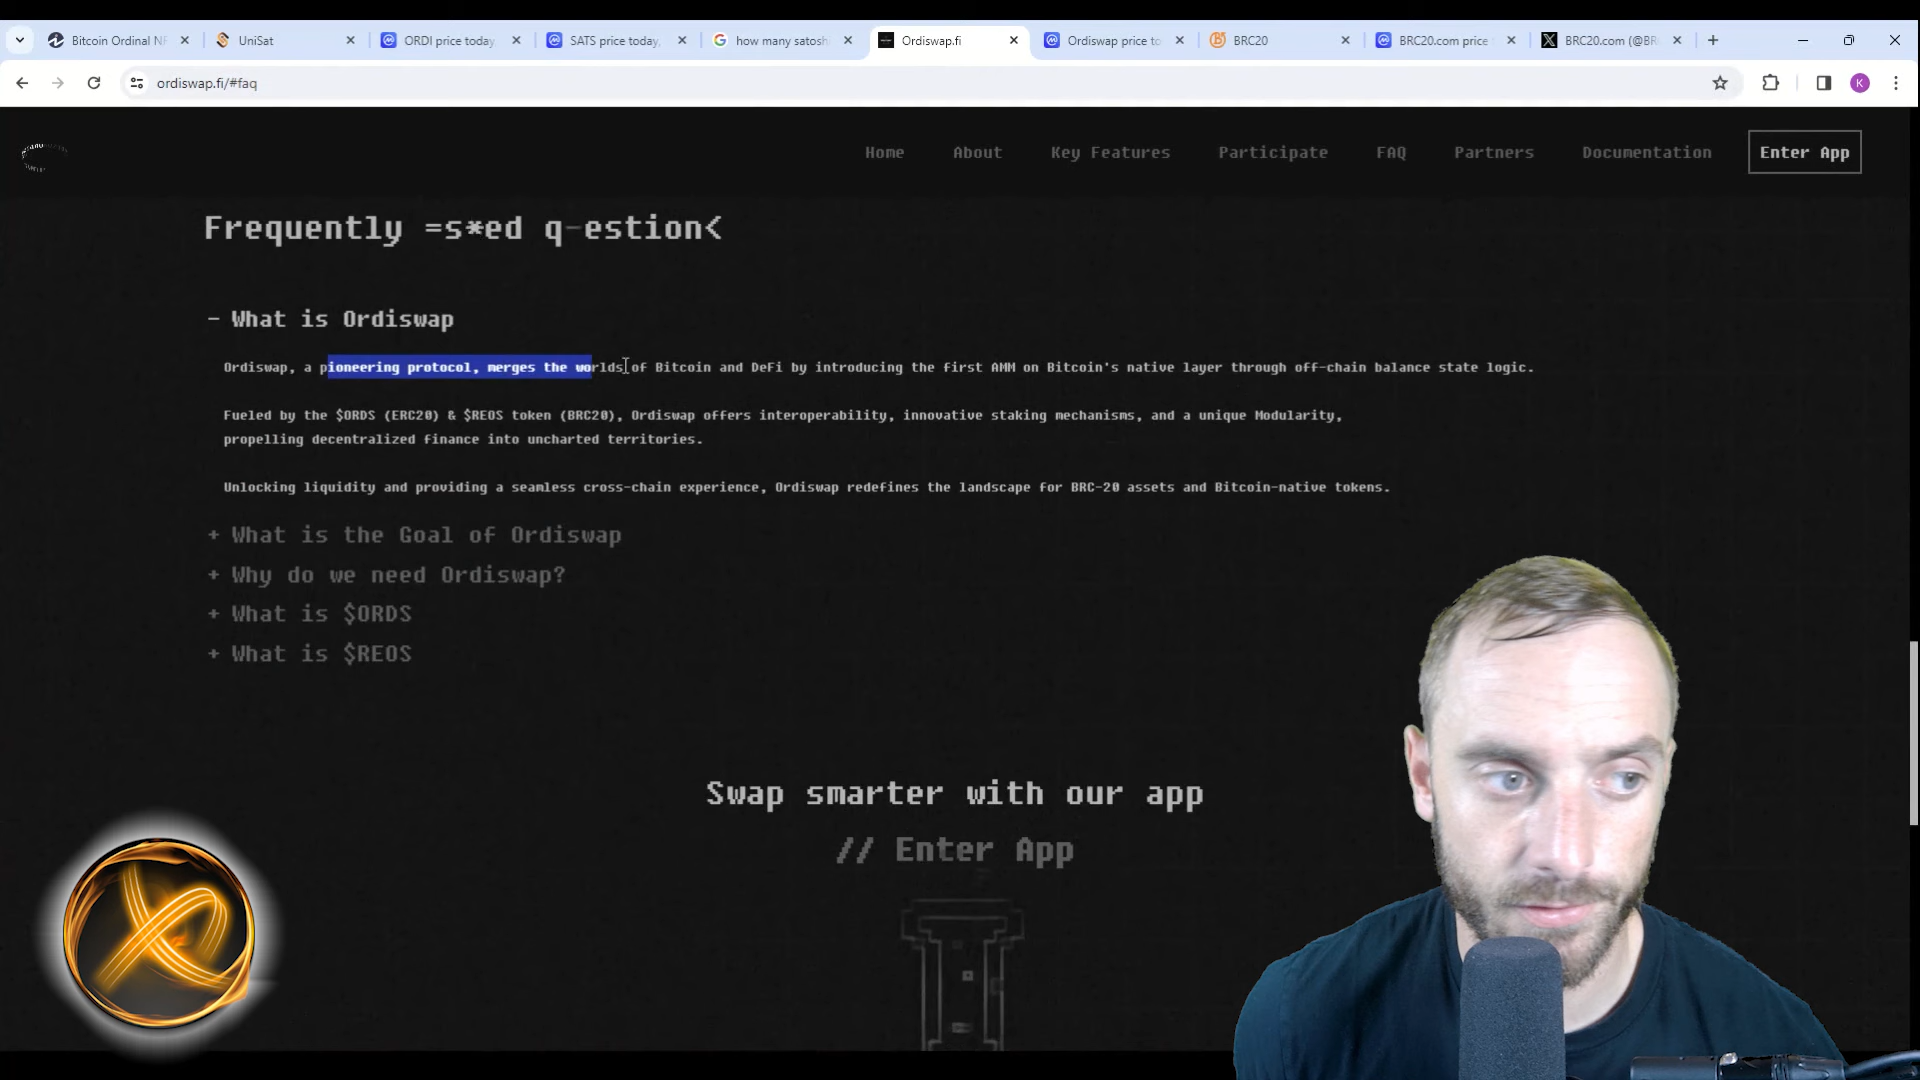 Bitcoin Ordinal NF
UniSat
ORDI price today,
SATS price today,
how many satoshi
Ordiswap.fi
Ordiswap price to
BRC20
BRC20.com price
BRC20.com (@BR
ordiswap.fi/#faq
K
Home
About
Key Features
Participate
FAQ
Partners
Documentation
Enter App
Frequently =s*ed q-estion<
- What is Ordiswap
Ordiswap, a pioneering protocol, merges the worlds of Bitcoin and DeFi by introducing the first AMM on Bitcoin's native layer through off-chain balance state logic.
Fueled by the $ORDS (ERC20) & $REOS token (BRC20), Ordiswap offers interoperability, innovative staking mechanisms, and a unique Modularity,
propelling decentralized finance into uncharted territories.
Unlocking liquidity and providing a seamless cross-chain experience, Ordiswap redefines the landscape for BRC-20 assets and Bitcoin-native tokens.
+ What is the Goal of Ordiswap
+ Why do we need Ordiswap?
+ What is $ORDS
+ What is $REOS
Swap smarter with our app
// Enter App